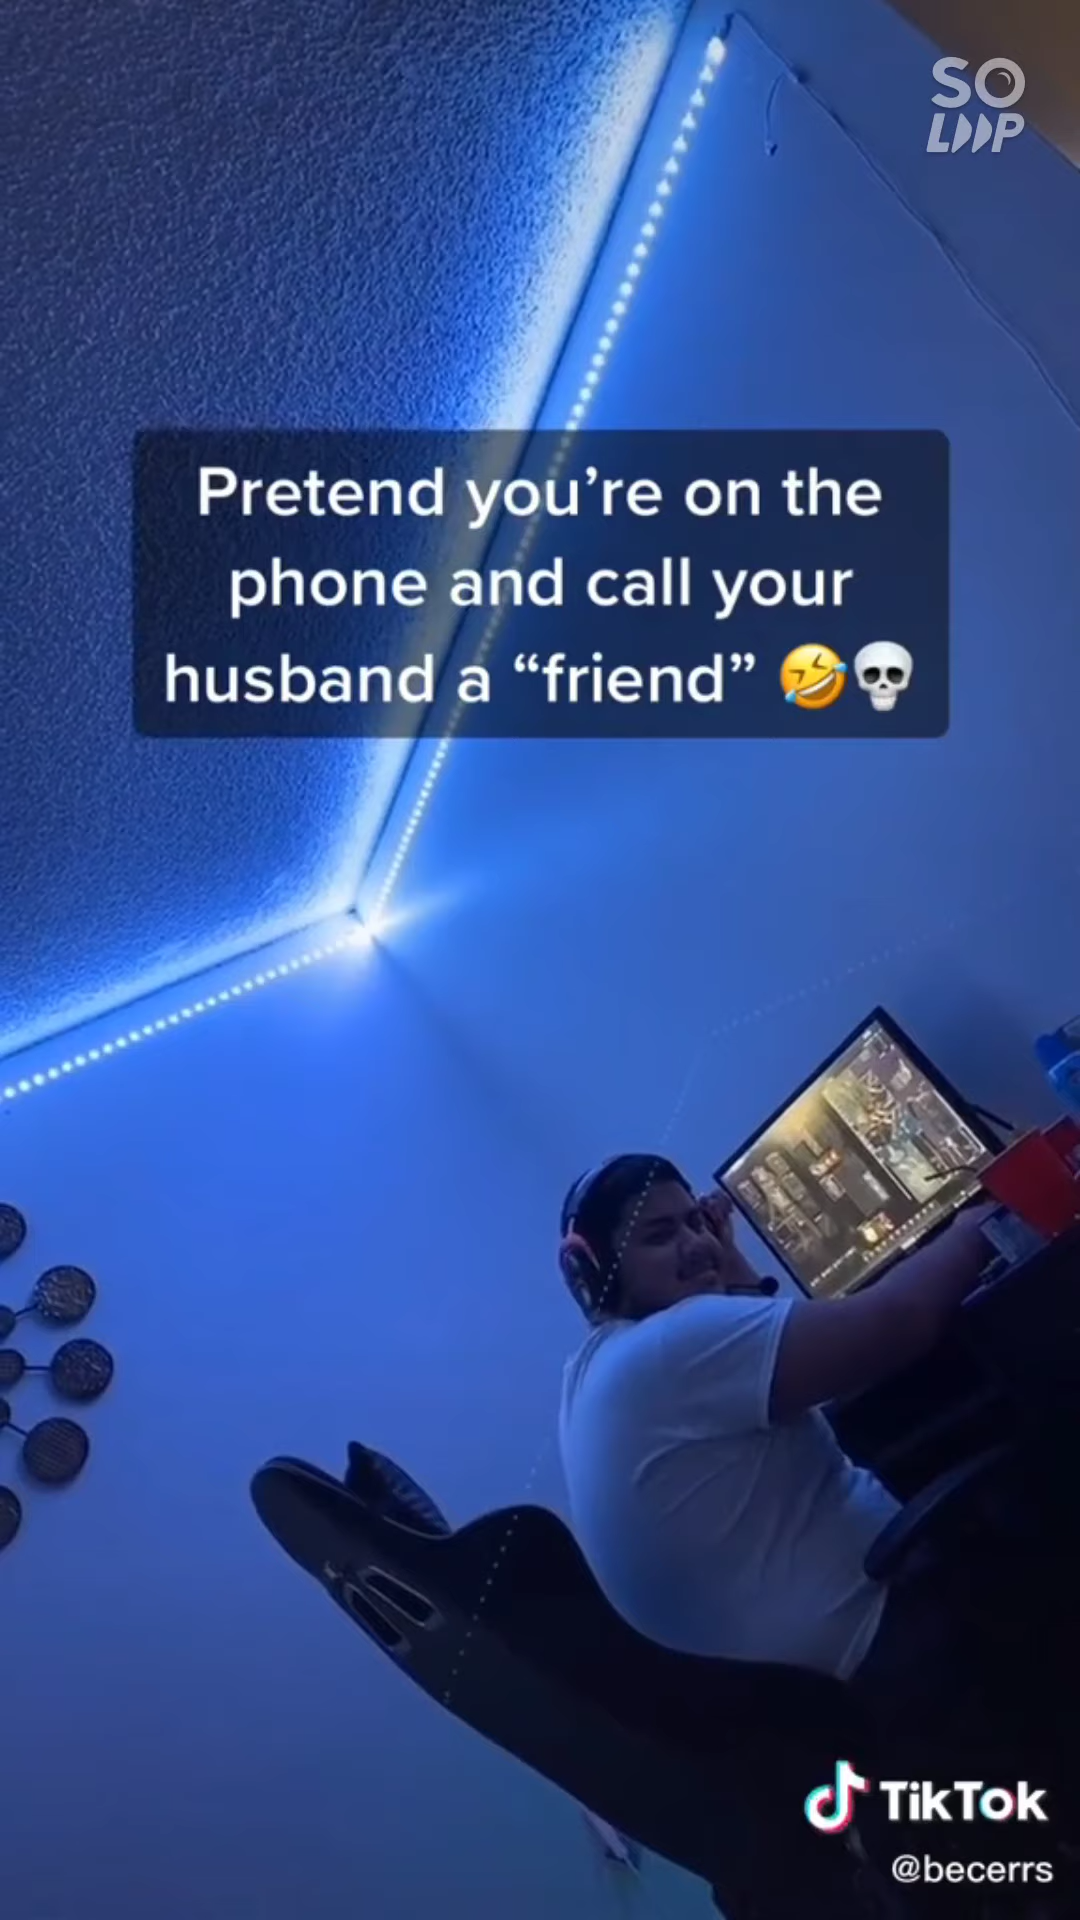 SO
LOOP
Pretend you’re on the
phone and call your
husband a “friend” 🤣💀
TikTok
@becerrs